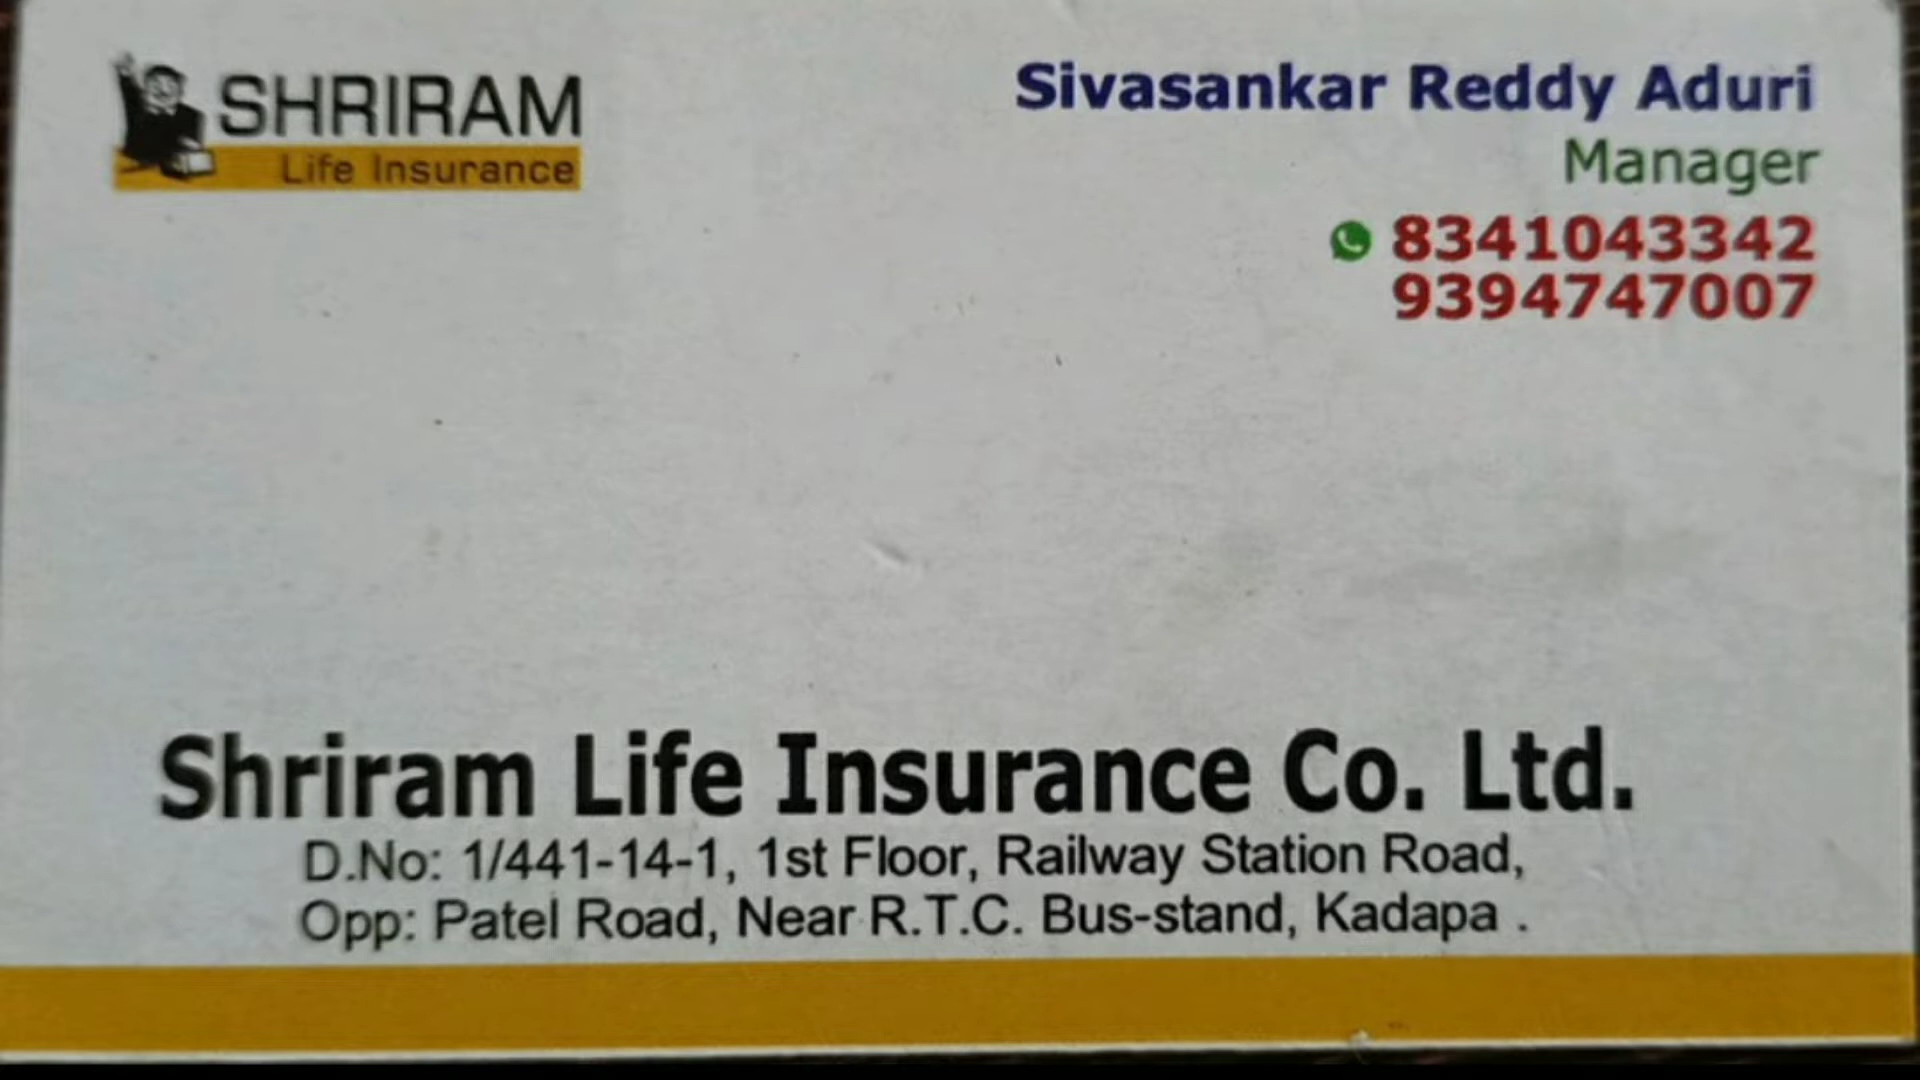 SHRIRAM
Life Insurance
Sivasankar Reddy Aduri
Manager
8341043342
9394747007
Shriram Life Insurance Co. Ltd.
D.No: 1/441-14-1, 1st Floor, Railway Station Road,
Opp: Patel Road, Near R.T.C. Bus-stand, Kadapa .